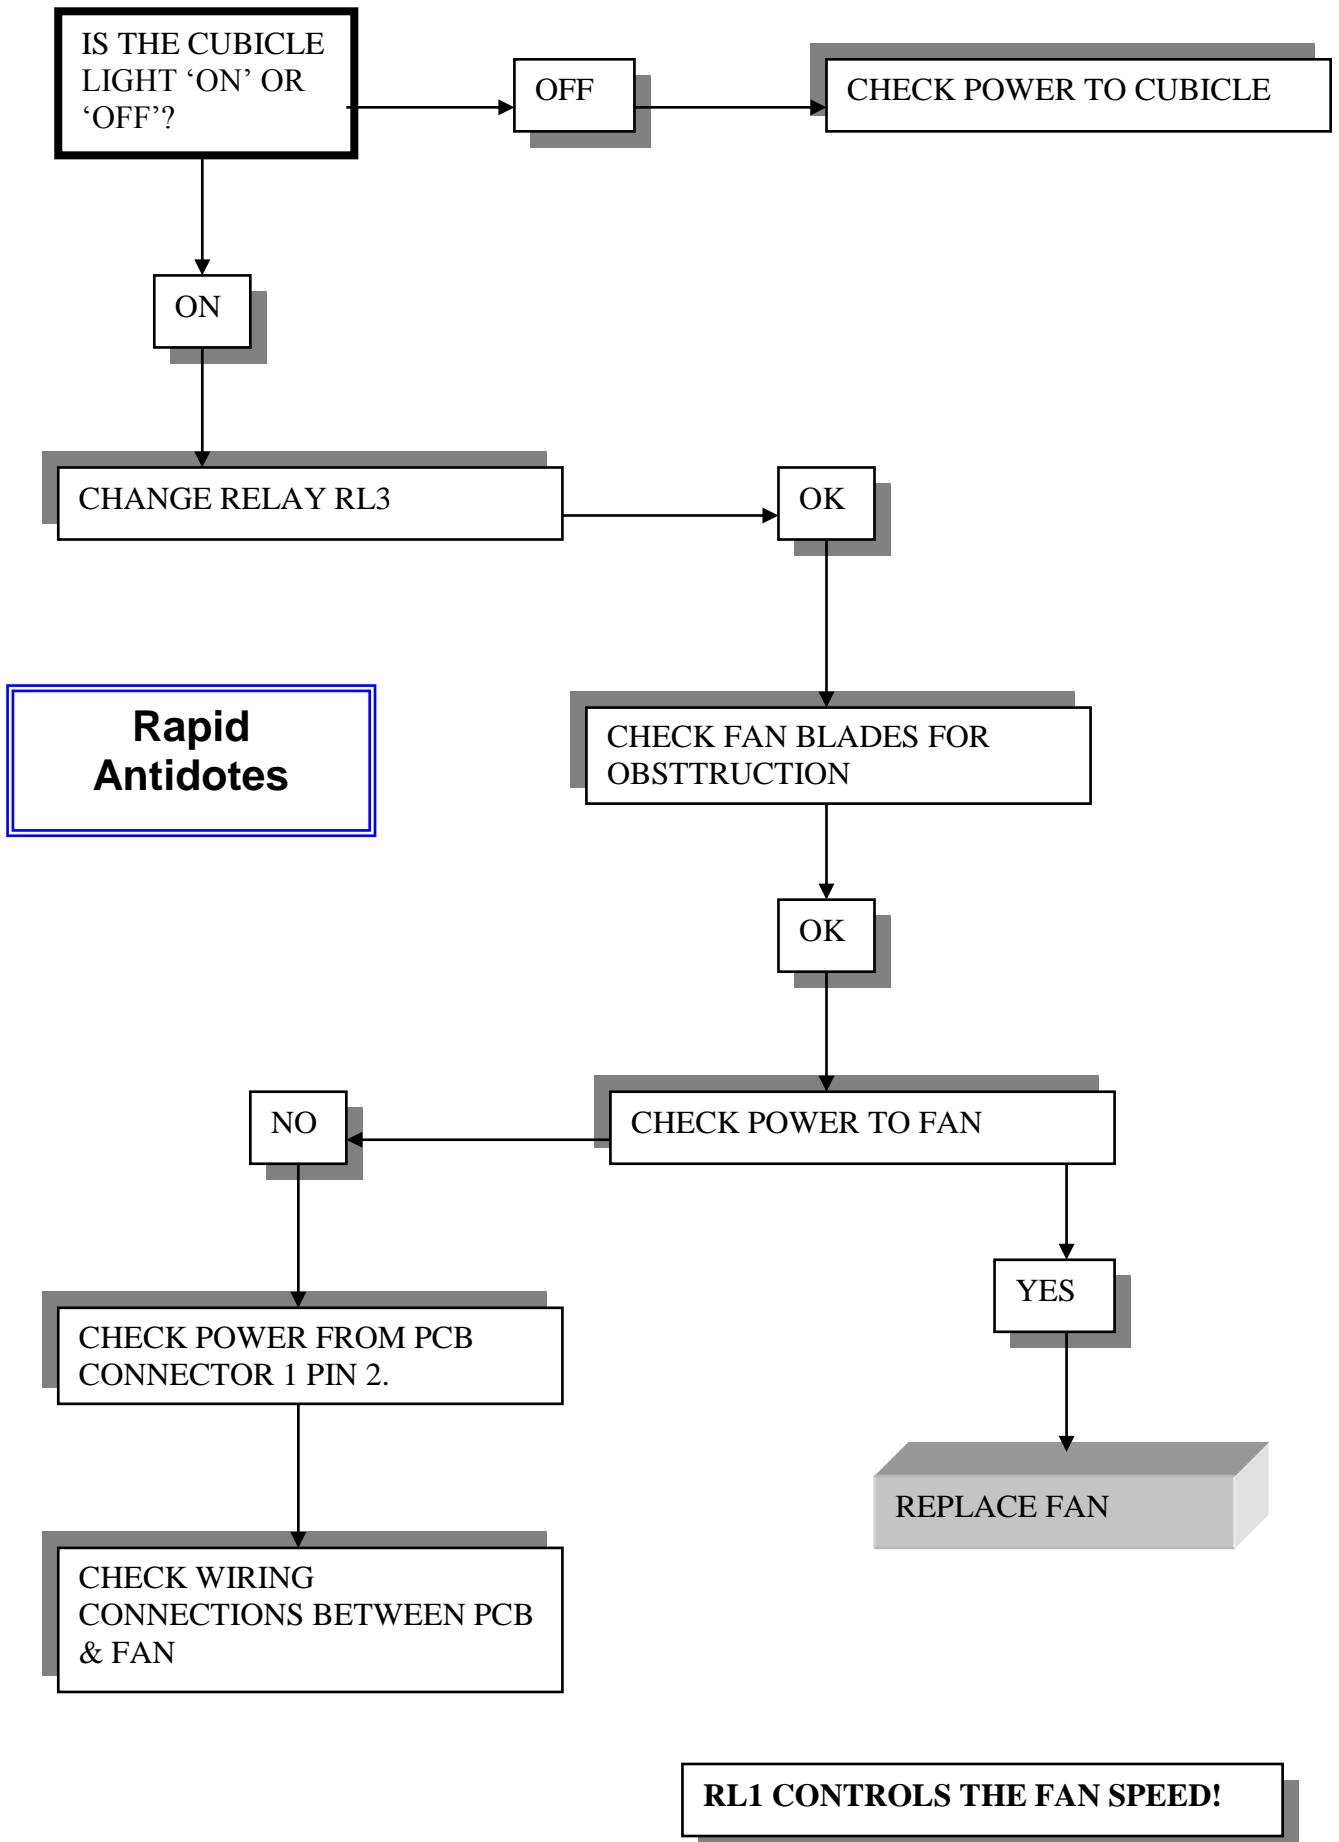 IS THE CUBICLE
LIGHT ‘ON’ OR
‘OFF’?
OFF
CHECK POWER TO CUBICLE
ON
CHANGE RELAY RL3
OK
Rapid
Antidotes
CHECK FAN BLADES FOR
OBSTTRUCTION
OK
CHECK POWER TO FAN
NO
YES
CHECK POWER FROM PCB
CONNECTOR 1 PIN 2.
REPLACE FAN
CHECK WIRING
CONNECTIONS BETWEEN PCB
& FAN
RL1 CONTROLS THE FAN SPEED!